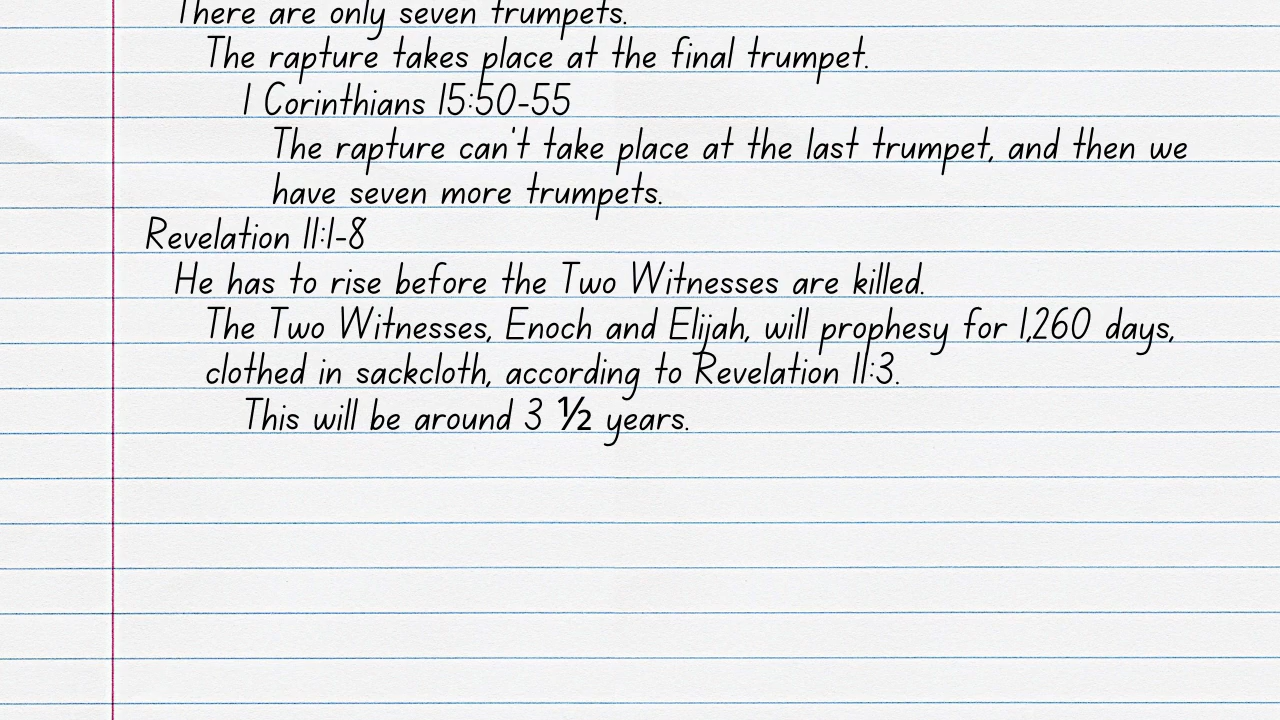 There are only seven trumpets.
The rapture takes place at the final trumpet.
1 Corinthians 15:50-55
The rapture can't take place at the last trumpet, and then we
have seven more trumpets.
Revelation 11:1-8
He has to rise before the Two Witnesses are killed.
The Two Witnesses, Enoch and Elijah, will prophesy for 1,260 days,
clothed in sackcloth, according to Revelation 11:3.
This will be around 3 ½ years.